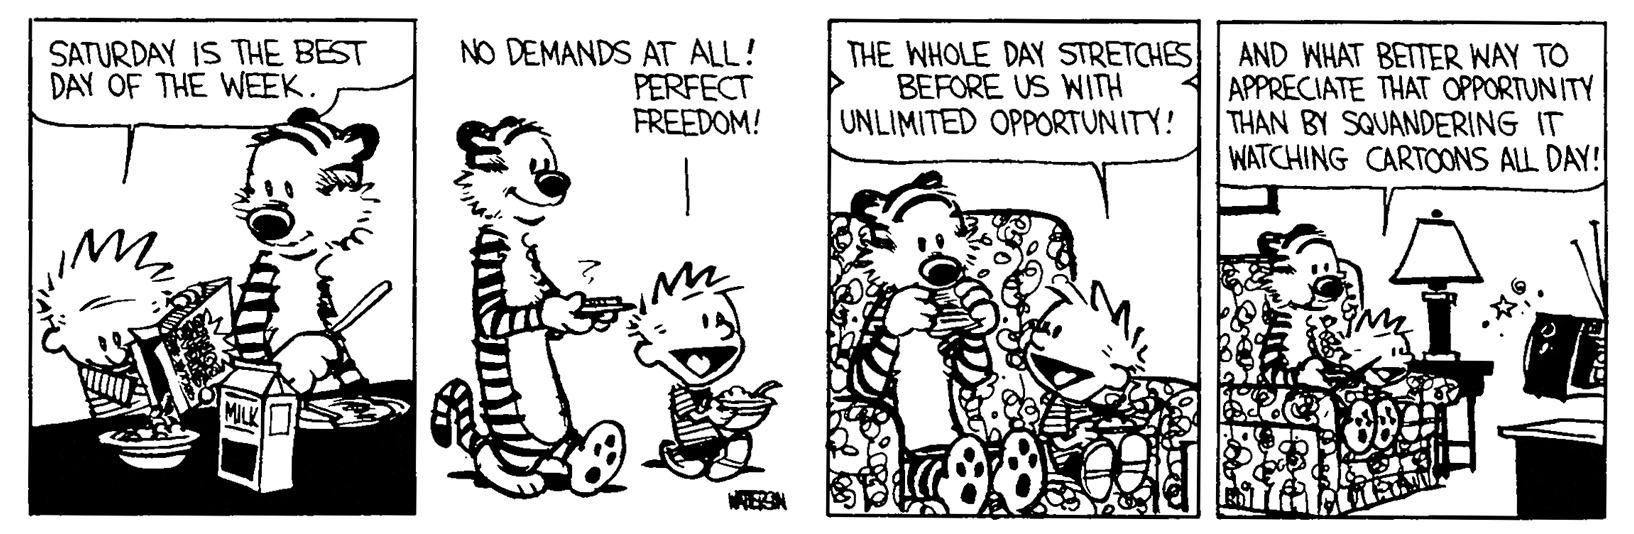 SATURDAY IS THE BEST
DAY OF THE WEEK.
NO DEMANDS AT ALL!
PERFECT
FREEDOM!
MILK
WATTERSON
THE WHOLE DAY STRETCHES
BEFORE US WITH
UNLIMITED OPPORTUNITY!
AND WHAT BETTER WAY TO
APPRECIATE THAT OPPORTUNITY
THAN BY SQUANDERING IT
WATCHING CARTOONS ALL DAY!